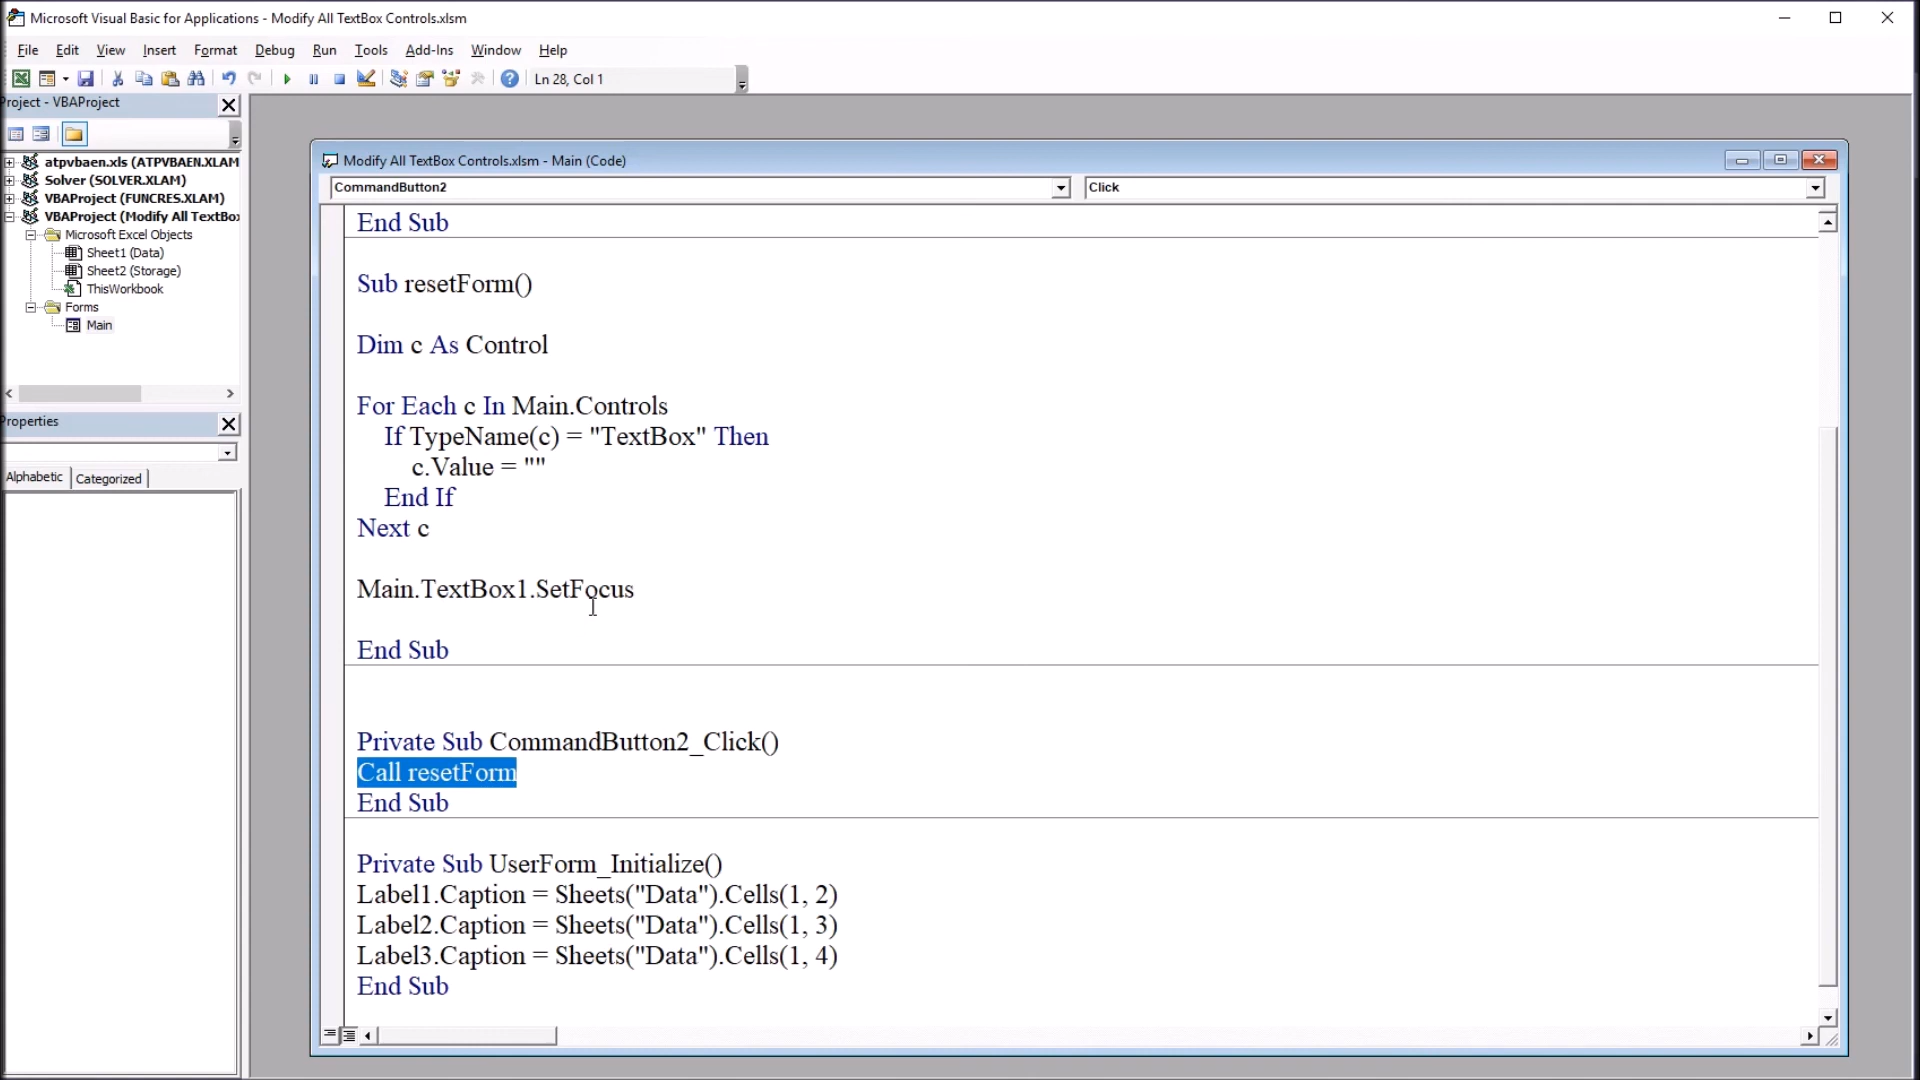 Microsoft Visual Basic for Applications - Modify All TextBox Controls.xlsm
File Edit View Insert Format Debug Run Tools Add-Ins Window Help
Ln 28, Col 1
Project - VBAProject
atpvbaen.xls (ATPVBAEN.XLAM
Solver (SOLVER.XLAM)
VBAProject (FUNCRES.XLAM)
VBAProject (Modify All TextBo
Microsoft Excel Objects
Sheet1 (Data)
Sheet2 (Storage)
ThisWorkbook
Forms
Main
Properties
Alphabetic Categorized
Modify All TextBox Controls.xlsm - Main (Code)
CommandButton2 Click
End Sub
Sub resetForm()
Dim c As Control
For Each c In Main.Controls
If TypeName(c) = "TextBox" Then
c.Value = ""
End If
Next c
Main.TextBox1.SetFocus
End Sub
Private Sub CommandButton2_Click()
Call resetForm
End Sub
Private Sub UserForm_Initialize()
Label1.Caption = Sheets("Data").Cells(1, 2)
Label2.Caption = Sheets("Data").Cells(1, 3)
Label3.Caption = Sheets("Data").Cells(1, 4)
End Sub